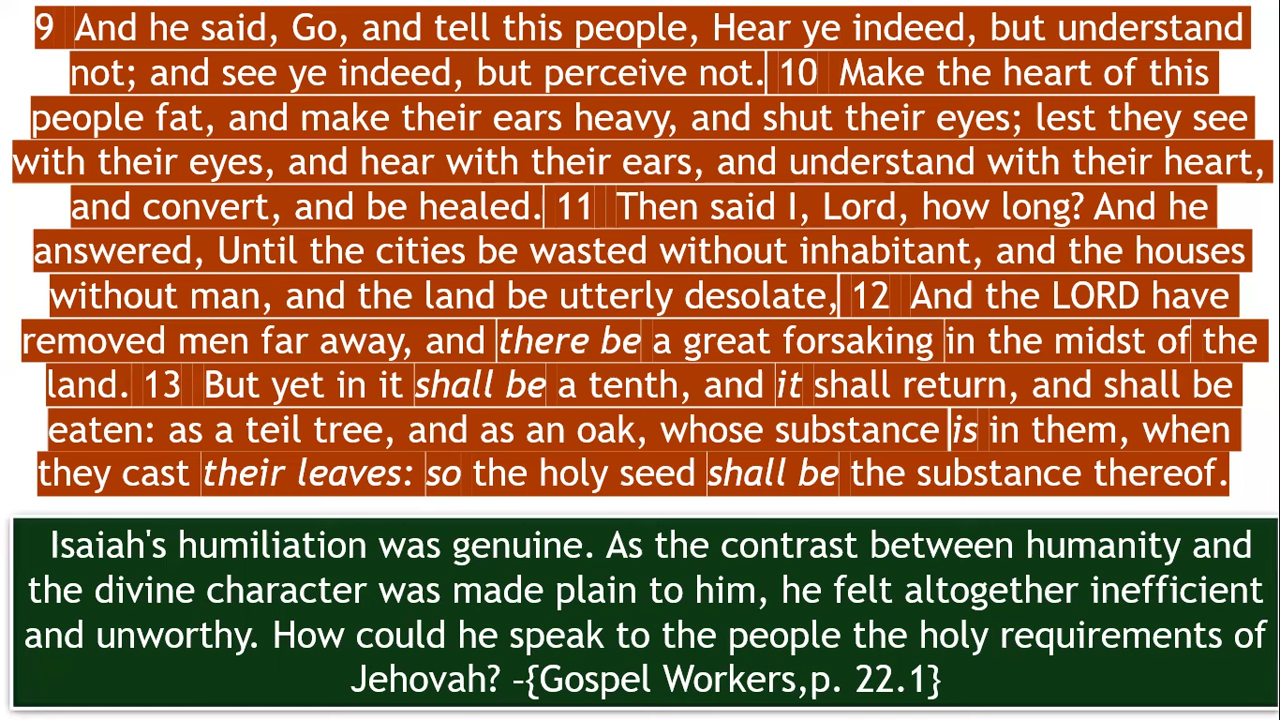 9 And he said, Go, and tell this people, Hear ye indeed, but understand
not; and see ye indeed, but perceive not. 10 Make the heart of this
people fat, and make their ears heavy, and shut their eyes; lest they see
with their eyes, and hear with their ears, and understand with their heart,
and convert, and be healed. 11 Then said I, Lord, how long? And he
answered, Until the cities be wasted without inhabitant, and the houses
without man, and the land be utterly desolate, 12 And the LORD have
removed men far away, and there be a great forsaking in the midst of the
land. 13 But yet in it shall be a tenth, and it shall return, and shall be
eaten: as a teil tree, and as an oak, whose substance is in them, when
they cast their leaves: so the holy seed shall be the substance thereof.
Isaiah's humiliation was genuine. As the contrast between humanity and
the divine character was made plain to him, he felt altogether inefficient
and unworthy. How could he speak to the people the holy requirements of
Jehovah? –{Gospel Workers,p. 22.1}